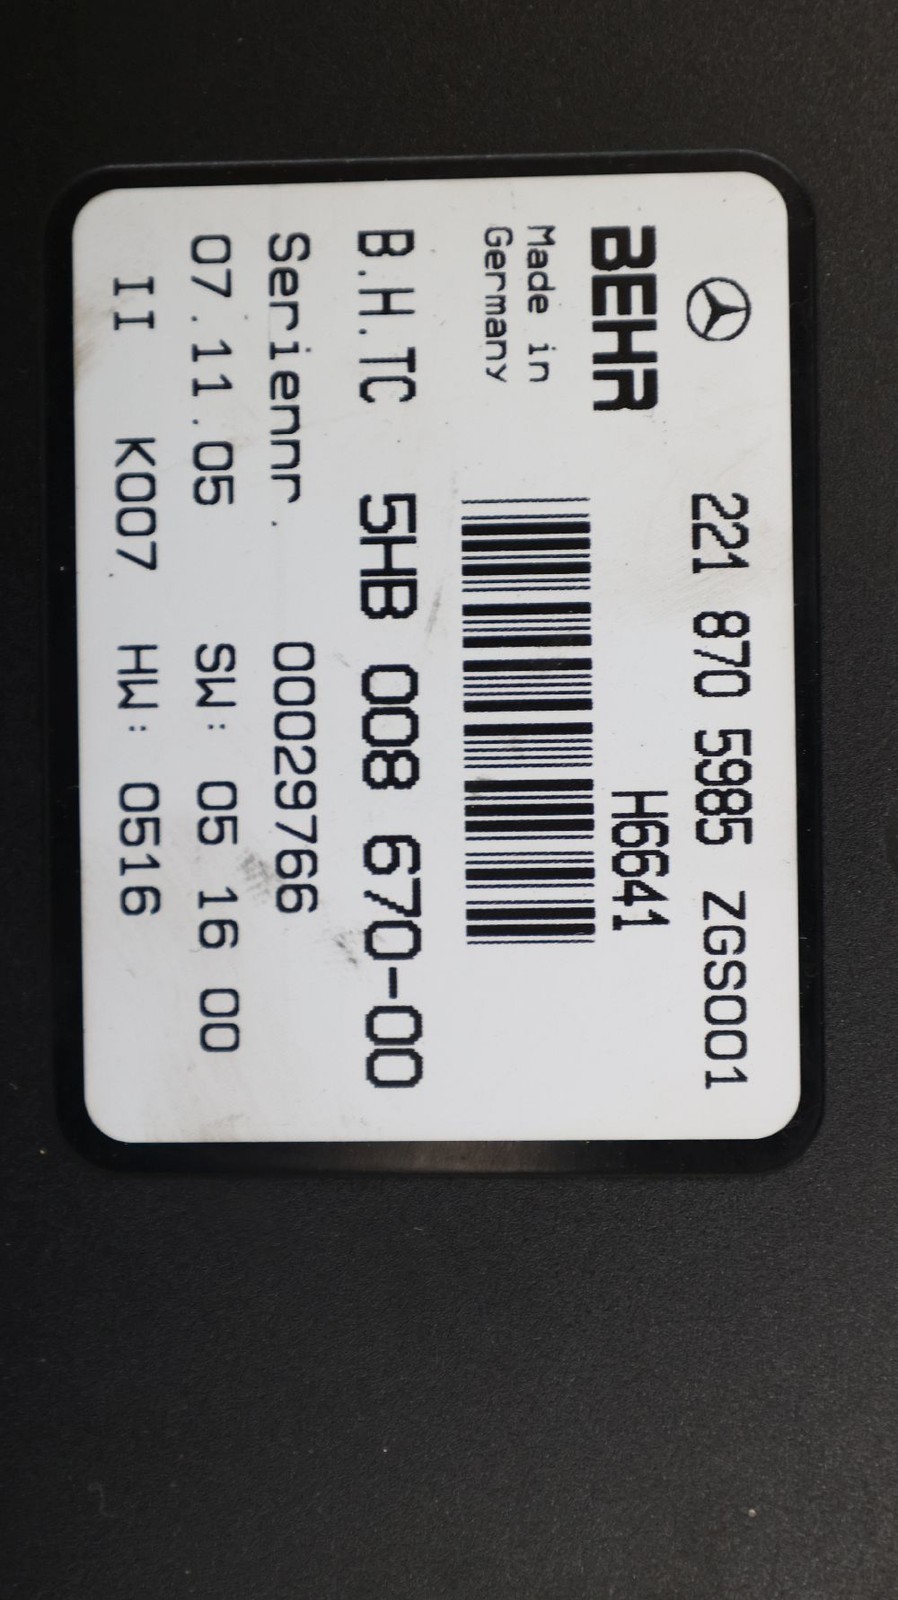 221 870 5985 ZGS001
BEHR H6641
Made in
Germany
B.H.TC 5HB 008 670-00
Seriennr. 00029766
07.11.05 SW: 05 16 00
II K007 HW: 0516